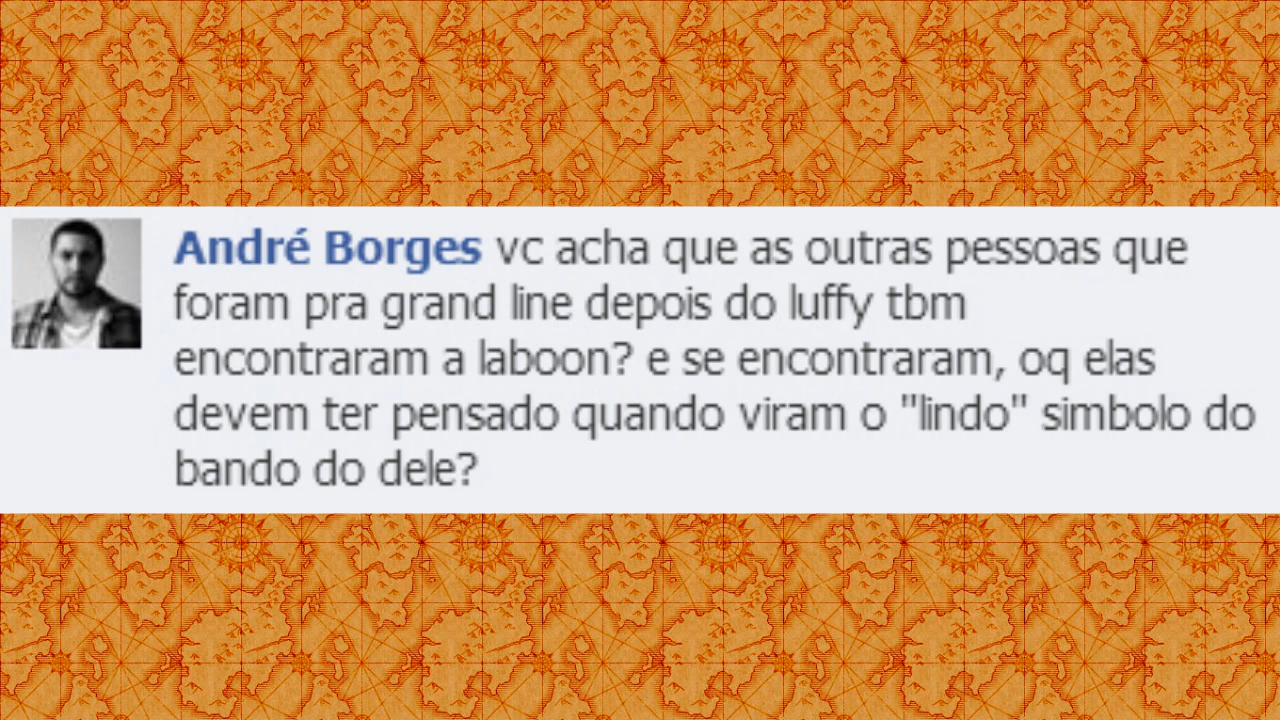 André Borges vc acha que as outras pessoas que
foram pra grand line depois do luffy tbm
encontraram a laboon? e se encontraram, oq elas
devem ter pensado quando viram o "lindo" simbolo do
bando do dele?